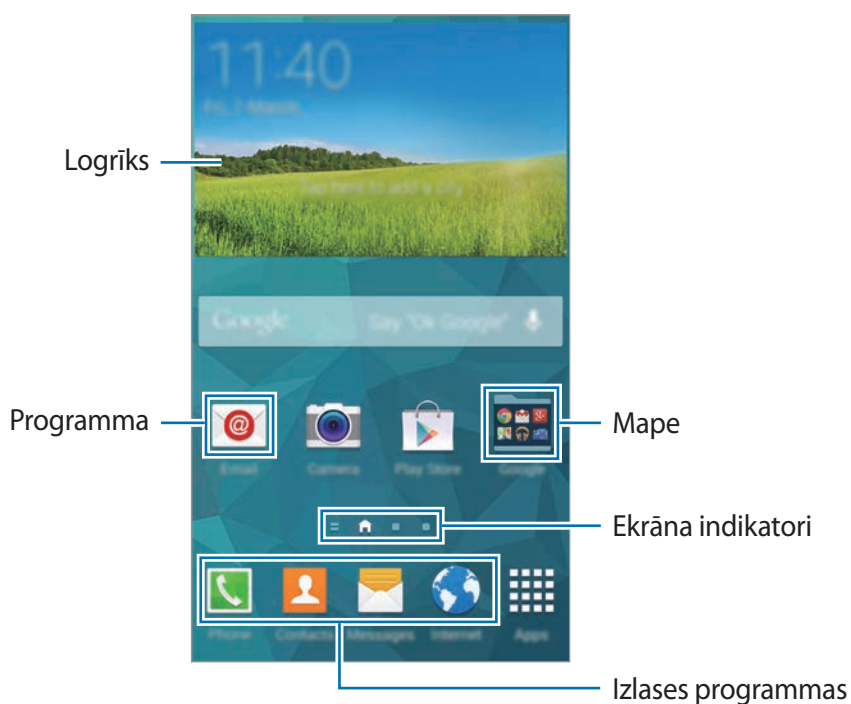 11:40
Fri, 7 March
Logrīks
Tap here to add a city
Google
Say "Ok Google"
Programma
Mape
Email
Camera
Play Store
Google
Ekrāna indikatori
Phone
Contacts
Messages
Internet
Apps
Izlases programmas